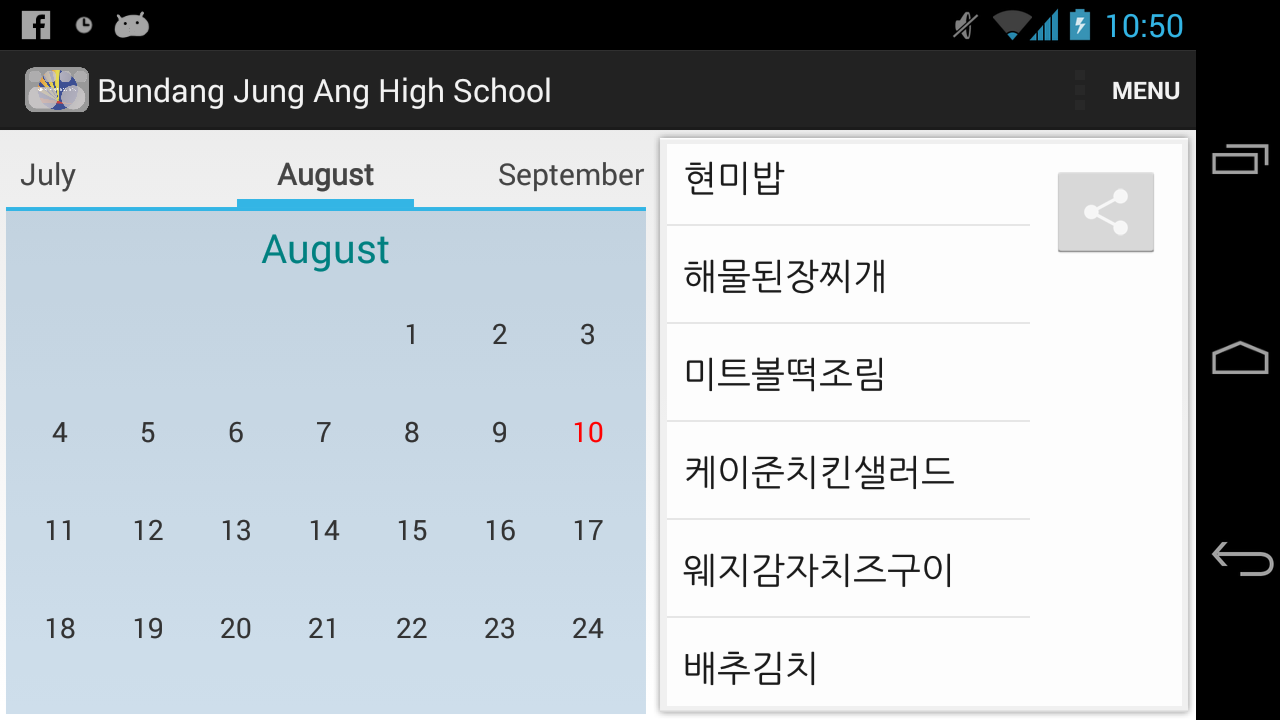 10:50
Bundang Jung Ang High School
MENU
July August September
August
1 2 3
4 5 6 7 8 9 10
11 12 13 14 15 16 17
18 19 20 21 22 23 24
현미밥
해물된장찌개
미트볼떡조림
케이준치킨샐러드
웨지감자치즈구이
배추김치